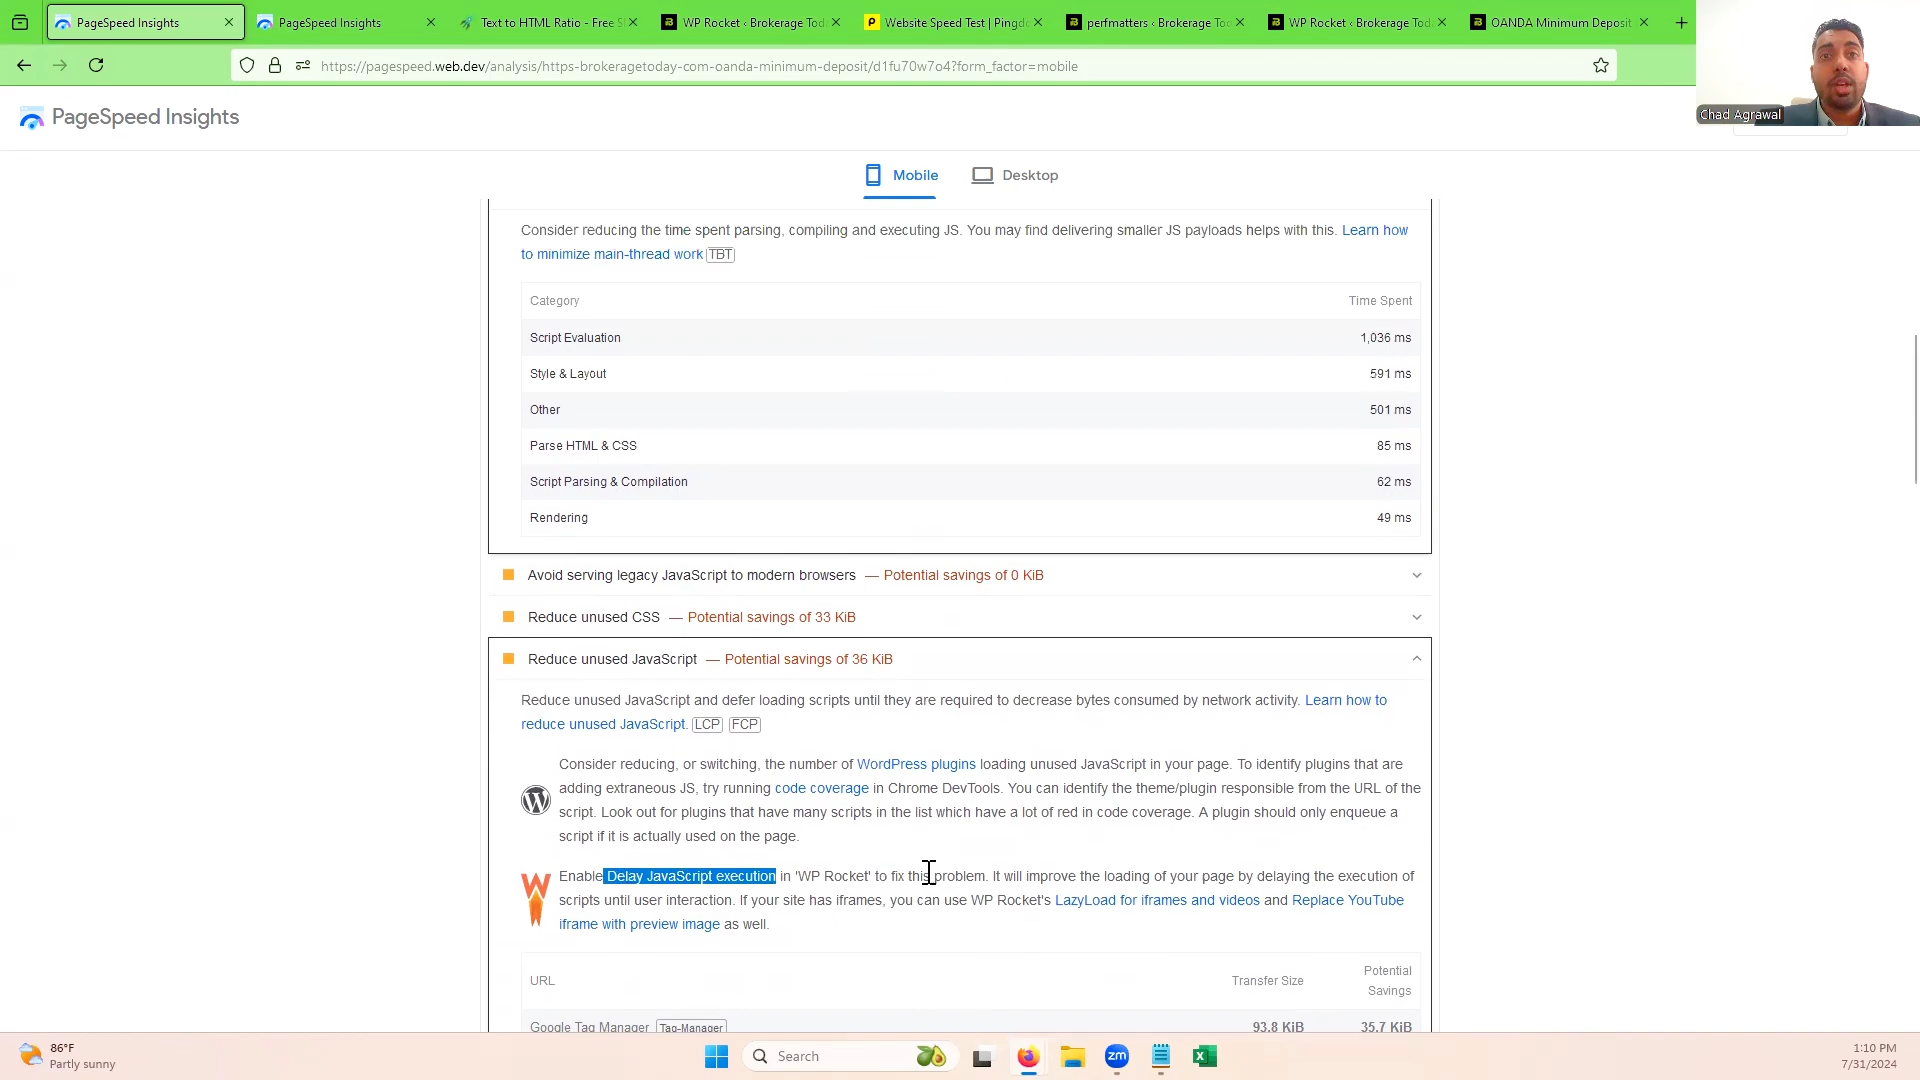 PageSpeed Insights
PageSpeed Insights
Text to HTML Ratio - Free S
WP Rocket ‹ Brokerage Tod
Website Speed Test | Pingd
perfmatters ‹ Brokerage To
WP Rocket ‹ Brokerage Toda
OANDA Minimum Deposit
https://pagespeed.web.dev/analysis/https-brokeragetoday-com-oanda-minimum-deposit/d1fu70w7o4?form_factor=mobile
Chad Agrawal
PageSpeed Insights
Mobile
Desktop
Consider reducing the time spent parsing, compiling and executing JS. You may find delivering smaller JS payloads helps with this. Learn how
to minimize main-thread work TBT
Category Time Spent
Script Evaluation 1,036 ms
Style & Layout 591 ms
Other 501 ms
Parse HTML & CSS 85 ms
Script Parsing & Compilation 62 ms
Rendering 49 ms
Avoid serving legacy JavaScript to modern browsers — Potential savings of 0 KiB
Reduce unused CSS — Potential savings of 33 KiB
Reduce unused JavaScript — Potential savings of 36 KiB
Reduce unused JavaScript and defer loading scripts until they are required to decrease bytes consumed by network activity. Learn how to
reduce unused JavaScript. LCP FCP
Consider reducing, or switching, the number of WordPress plugins loading unused JavaScript in your page. To identify plugins that are
adding extraneous JS, try running code coverage in Chrome DevTools. You can identify the theme/plugin responsible from the URL of the
script. Look out for plugins that have many scripts in the list which have a lot of red in code coverage. A plugin should only enqueue a
script if it is actually used on the page.
Enable Delay JavaScript execution in 'WP Rocket' to fix this problem. It will improve the loading of your page by delaying the execution of
scripts until user interaction. If your site has iframes, you can use WP Rocket's LazyLoad for iframes and videos and Replace YouTube
iframe with preview image as well.
URL Transfer Size Potential
Savings
Google Tag Manager Tag-Manager 93.8 KiB 35.7 KiB
86°F
Partly sunny
Search
zm
1:10 PM
7/31/2024